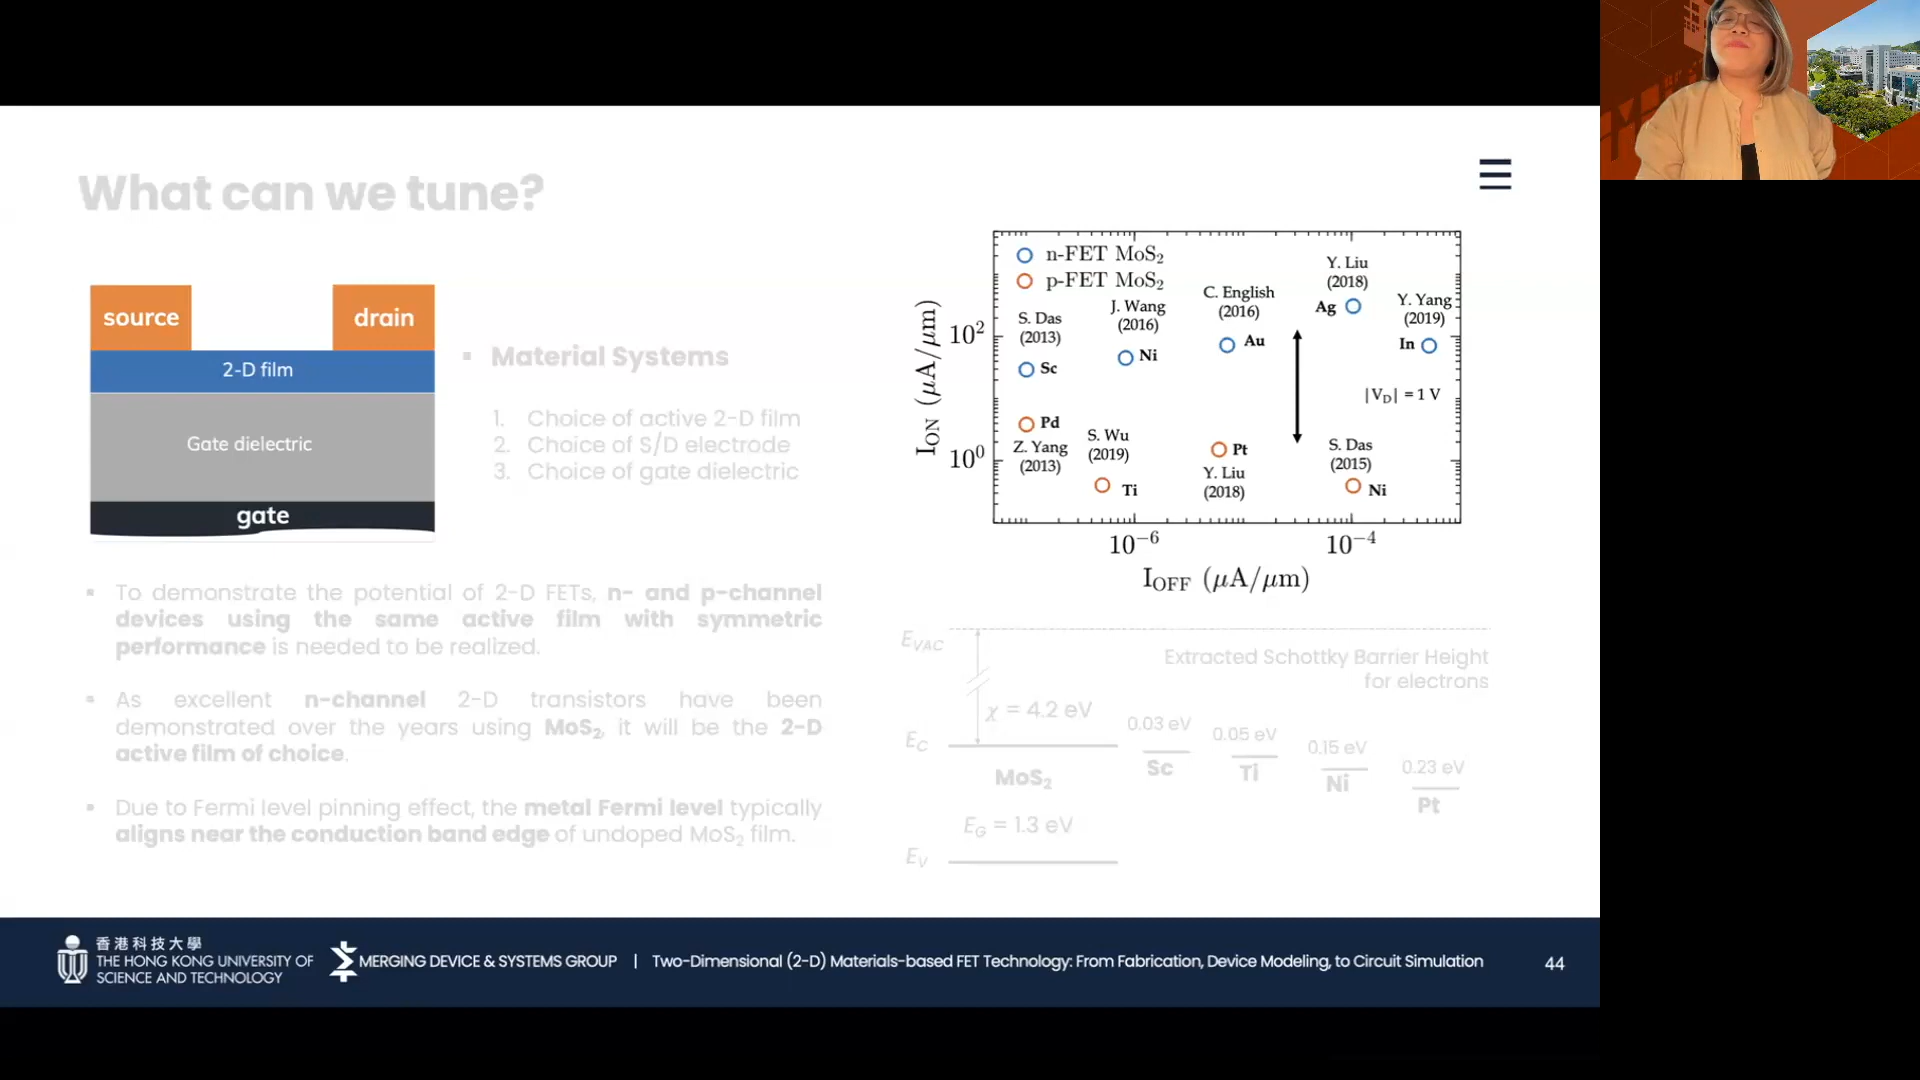 What can we tune?
source
drain
2-D film
Gate dielectric
gate
▪ Material Systems
1. Choice of active 2-D film
2. Choice of S/D electrode
3. Choice of gate dielectric
▪ To demonstrate the potential of 2-D FETs, n- and p-channel
devices using the same active film with symmetric
performance is needed to be realized.
▪ As excellent n-channel 2-D transistors have been
demonstrated over the years using MoS₂, it will be the 2-D
active film of choice.
▪ Due to Fermi level pinning effect, the metal Fermi level typically
aligns near the conduction band edge of undoped MoS₂ film.
n-FET MoS₂
p-FET MoS₂
S. Das
(2013)
Sc
J. Wang
(2016)
Ni
C. English
(2016)
Au
Y. Liu
(2018)
Ag
Y. Yang
(2019)
In
|V_D| = 1 V
Pd
Z. Yang
(2013)
S. Wu
(2019)
Ti
Pt
Y. Liu
(2018)
S. Das
(2015)
Ni
I_ON (μA/μm)
10²
10⁰
10⁻⁶
10⁻⁴
I_OFF (μA/μm)
E_VAC
Extracted Schottky Barrier Height
for electrons
χ = 4.2 eV
E_C
MoS₂
0.03 eV
Sc
0.05 eV
Ti
0.15 eV
Ni
0.23 eV
Pt
E_G = 1.3 eV
E_V
香港科技大學
THE HONG KONG UNIVERSITY OF
SCIENCE AND TECHNOLOGY
MERGING DEVICE & SYSTEMS GROUP | Two-Dimensional (2-D) Materials-based FET Technology: From Fabrication, Device Modeling, to Circuit Simulation
44